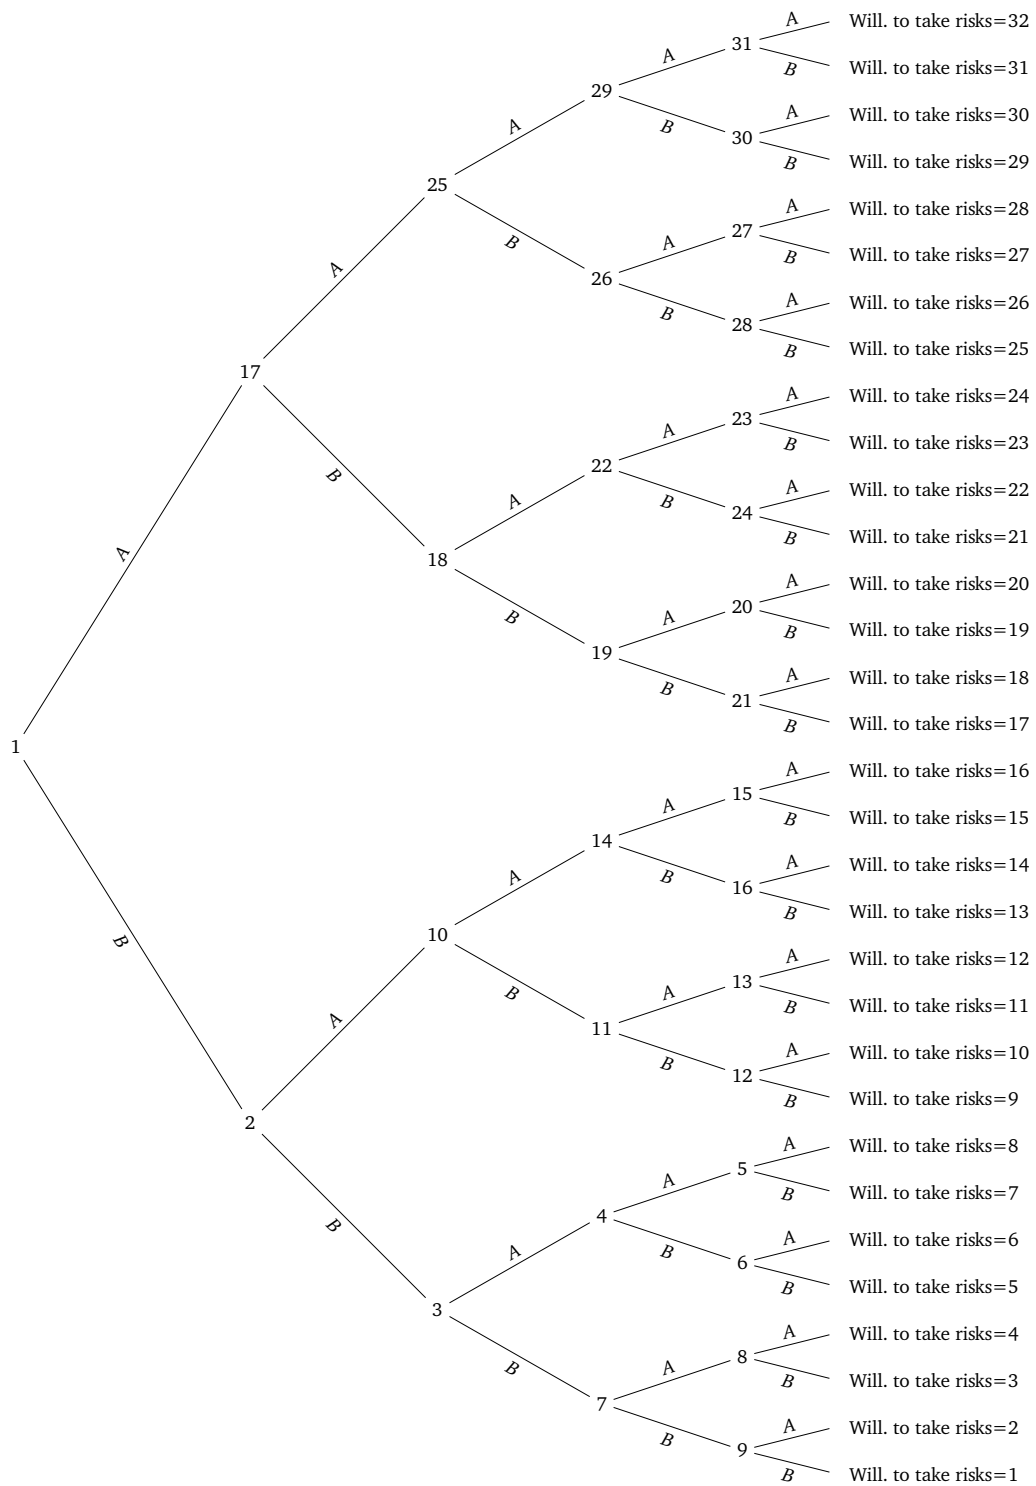 A
Will. to take risks=32
31
B
Will. to take risks=31
A
29
B
A
Will. to take risks=30
30
B
Will. to take risks=29
A
25
B
A
Will. to take risks=28
27
B
Will. to take risks=27
A
26
B
A
Will. to take risks=26
28
B
Will. to take risks=25
A
17
B
A
Will. to take risks=24
23
B
Will. to take risks=23
A
22
B
A
Will. to take risks=22
24
B
Will. to take risks=21
A
18
B
A
Will. to take risks=20
20
B
Will. to take risks=19
A
19
B
A
Will. to take risks=18
21
B
Will. to take risks=17
A
1
B
A
Will. to take risks=16
15
B
Will. to take risks=15
A
14
B
A
Will. to take risks=14
16
B
Will. to take risks=13
A
10
B
A
Will. to take risks=12
13
B
Will. to take risks=11
A
11
B
A
Will. to take risks=10
12
B
Will. to take risks=9
A
2
B
A
Will. to take risks=8
5
B
Will. to take risks=7
A
4
B
A
Will. to take risks=6
6
B
Will. to take risks=5
A
3
B
A
Will. to take risks=4
8
B
Will. to take risks=3
A
7
B
A
Will. to take risks=2
9
B
Will. to take risks=1